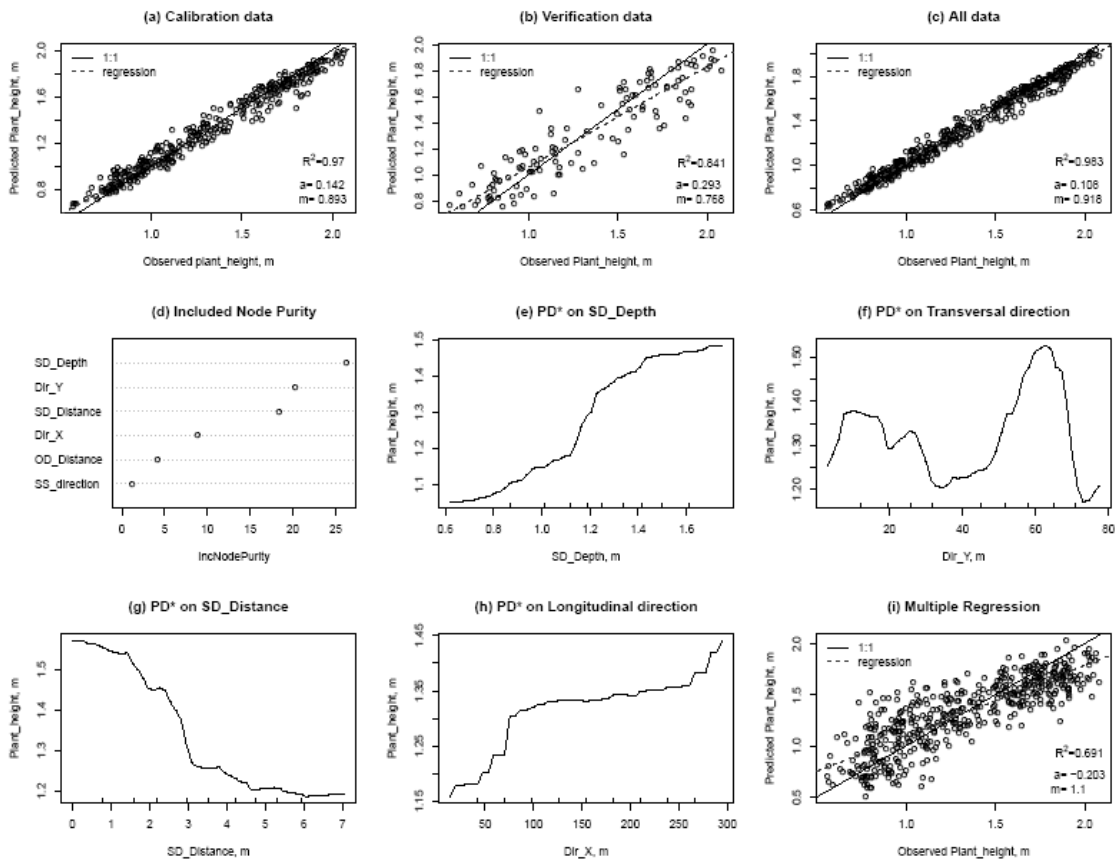 (a) Calibration data
Predicted Plant_height, m
2.0
1.6
1.2
0.8
1:1
regression
R²=0.97
a= 0.142
m= 0.893
1.0 1.5 2.0
Observed plant_height, m
(b) Verification data
Predicted Plant_height, m
2.0
1.8
1.6
1.4
1.2
1.0
0.8
1:1
regression
R²=0.841
a= 0.293
m= 0.768
1.0 1.5 2.0
Observed Plant_height, m
(c) All data
Predicted Plant_height, m
1.8
1.4
1.0
0.6
1:1
regression
R²=0.983
a= 0.108
m= 0.918
1.0 1.5 2.0
Observed Plant_height, m
(d) Included Node Purity
SD_Depth
Dir_Y
SD_Distance
Dir_X
OD_Distance
SS_direction
0 5 10 15 20 25
IncNodePurity
(e) PD* on SD_Depth
Plant_height, m
1.5
1.4
1.3
1.2
1.1
0.6 0.8 1.0 1.2 1.4 1.6
SD_Depth, m
(f) PD* on Transversal direction
Plant_height, m
1.50
1.40
1.30
1.20
0 20 40 60 80
Dir_Y, m
(g) PD* on SD_Distance
Plant_height, m
1.5
1.4
1.3
1.2
0 1 2 3 4 5 6 7
SD_Distance, m
(h) PD* on Longitudinal direction
Plant_height, m
1.45
1.35
1.25
1.15
50 100 150 200 250 300
Dir_X, m
(i) Multiple Regression
Predicted Plant_height, m
2.0
1.5
1.0
0.5
1:1
regression
R²=0.691
a= −0.203
m= 1.1
1.0 1.5 2.0
Observed Plant_height, m